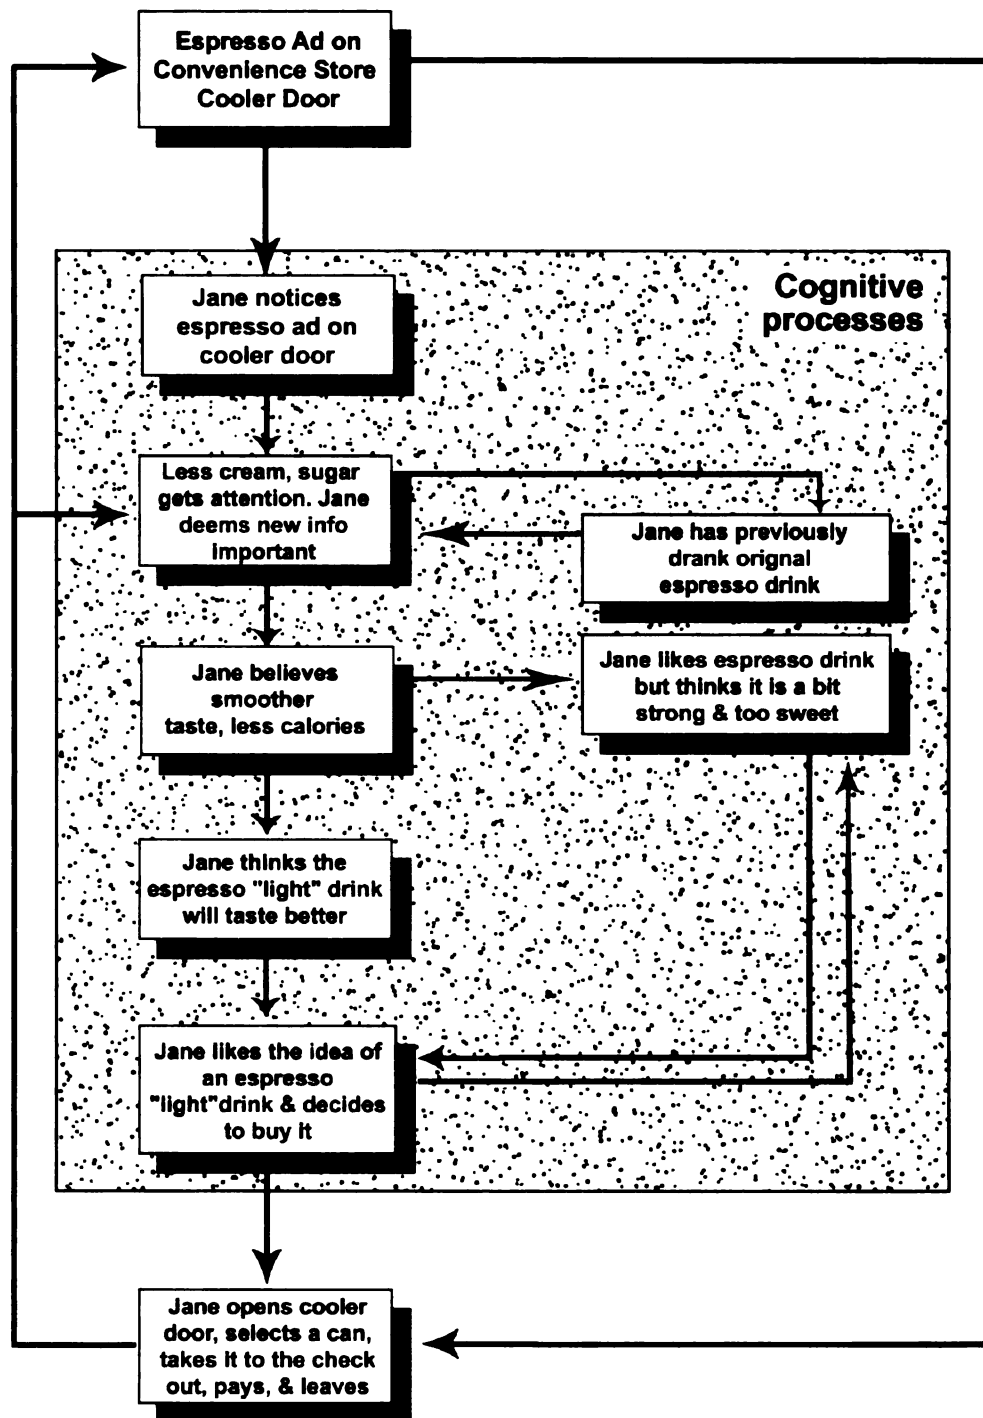 Espresso Ad on
Convenience Store
Cooler Door
Cognitive
processes
Jane notices
espresso ad on
cooler door
Less cream, sugar
gets attention. Jane
deems new info
important
Jane has previously
drank orignal
espresso drink
Jane believes
smoother
taste, less calories
Jane likes espresso drink
but thinks it is a bit
strong & too sweet
Jane thinks the
espresso "light" drink
will taste better
Jane likes the idea of
an espresso
"light"drink & decides
to buy it
Jane opens cooler
door, selects a can,
takes it to the check
out, pays, & leaves